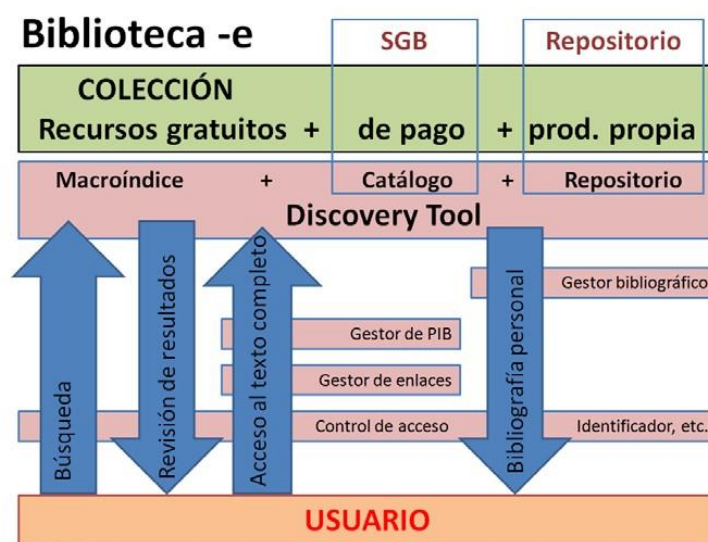 Biblioteca -e
SGB
Repositorio
COLECCIÓN
Recursos gratuitos + de pago + prod. propia
Macroíndice + Catálogo + Repositorio
Discovery Tool
Búsqueda
Revisión de resultados
Acceso al texto completo
Bibliografía personal
Gestor bibliográfico
Gestor de PIB
Gestor de enlaces
Control de acceso
Identificador, etc.
USUARIO